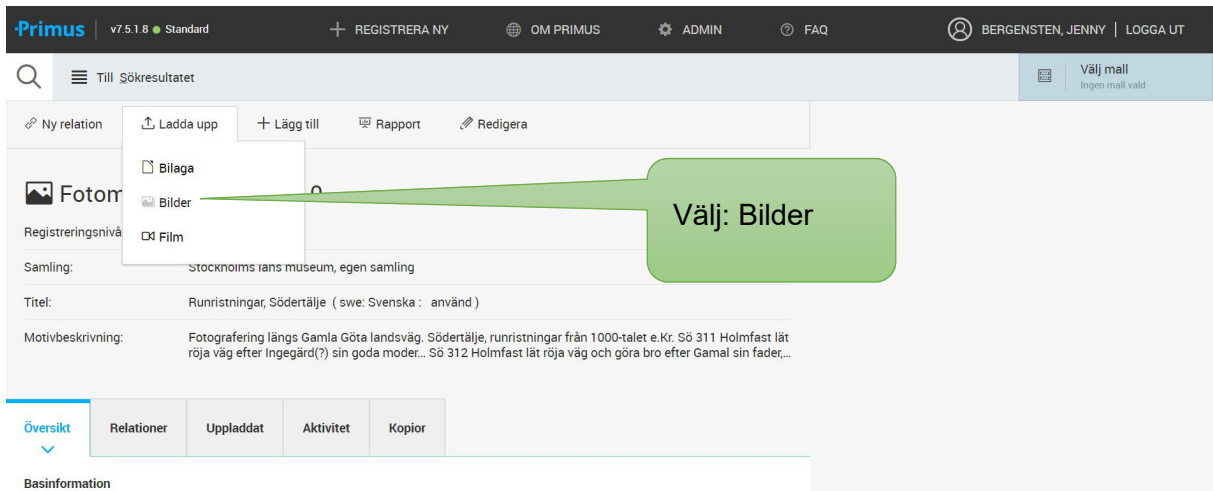 Primus v7.5.1.8 Standard REGISTRERA NY OM PRIMUS ADMIN FAQ BERGENSTEN, JENNY LOGGA UT
Till Sökresultatet
Välj mall
Ingen mall vald
Ny relation Ladda upp Lägg till Rapport Redigera
Bilaga
Fotom
Bilder
Välj: Bilder
Registreringsnivå
Film
Samling: Stockholms läns museum, egen samling
Titel: Runristningar, Södertälje ( swe: Svenska : använd )
Motivbeskrivning: Fotografering längs Gamla Göta landsväg. Södertälje, runristningar från 1000-talet e.Kr. Sö 311 Holmfast lät
röja väg efter Ingegärd(?) sin goda moder... Sö 312 Holmfast lät röja väg och göra bro efter Gamal sin fader,...
Översikt Relationer Uppladdat Aktivitet Kopior
Basinformation